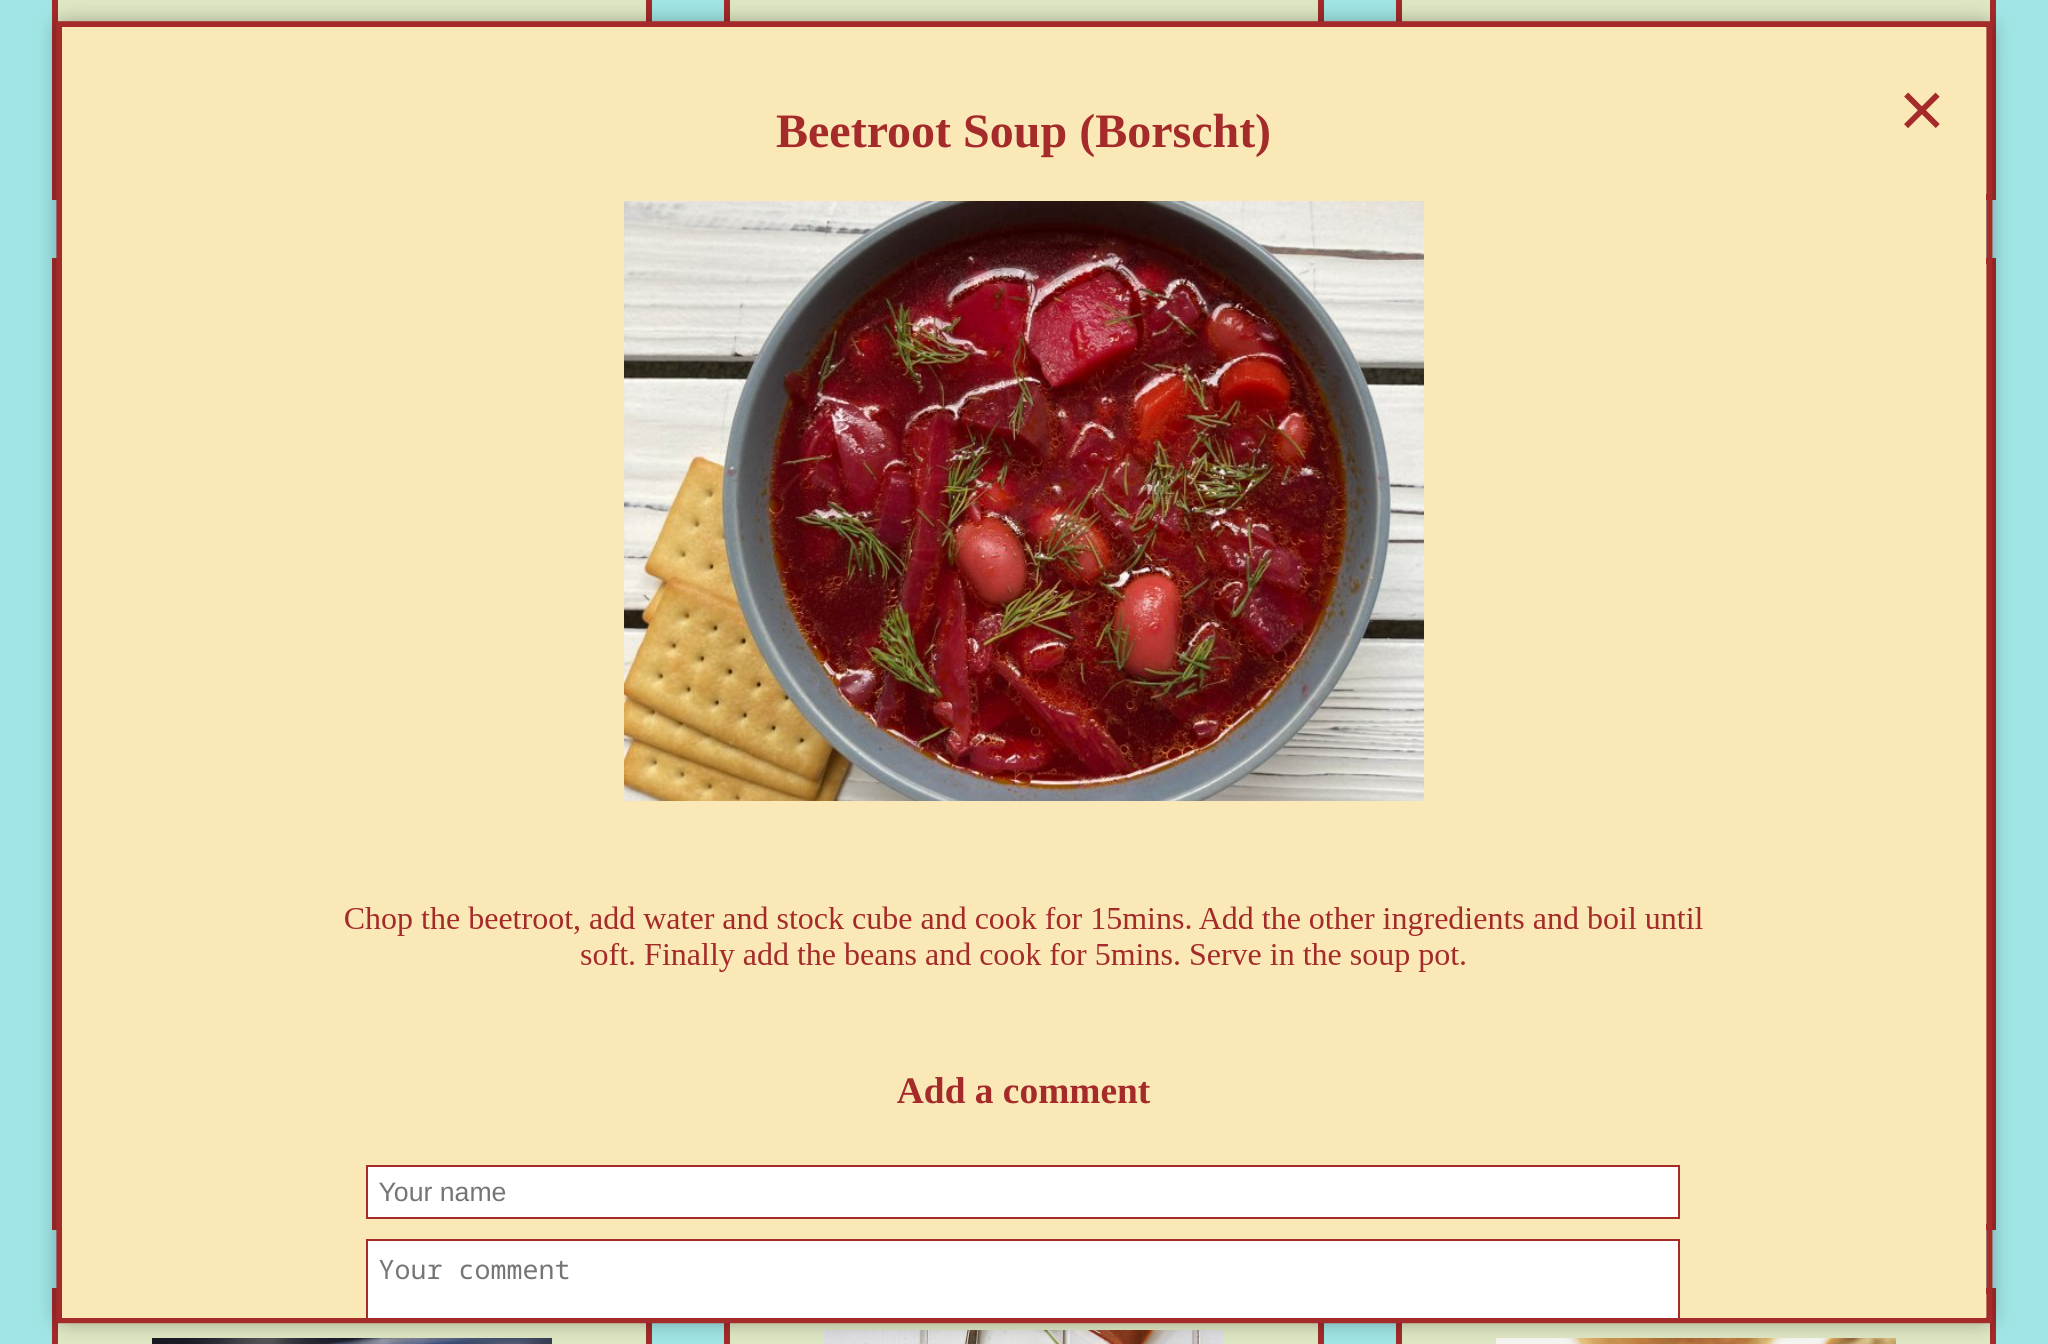 Beetroot Soup (Borscht)
×
Chop the beetroot, add water and stock cube and cook for 15mins. Add the other ingredients and boil until
soft. Finally add the beans and cook for 5mins. Serve in the soup pot.
Add a comment
Your name
Your comment